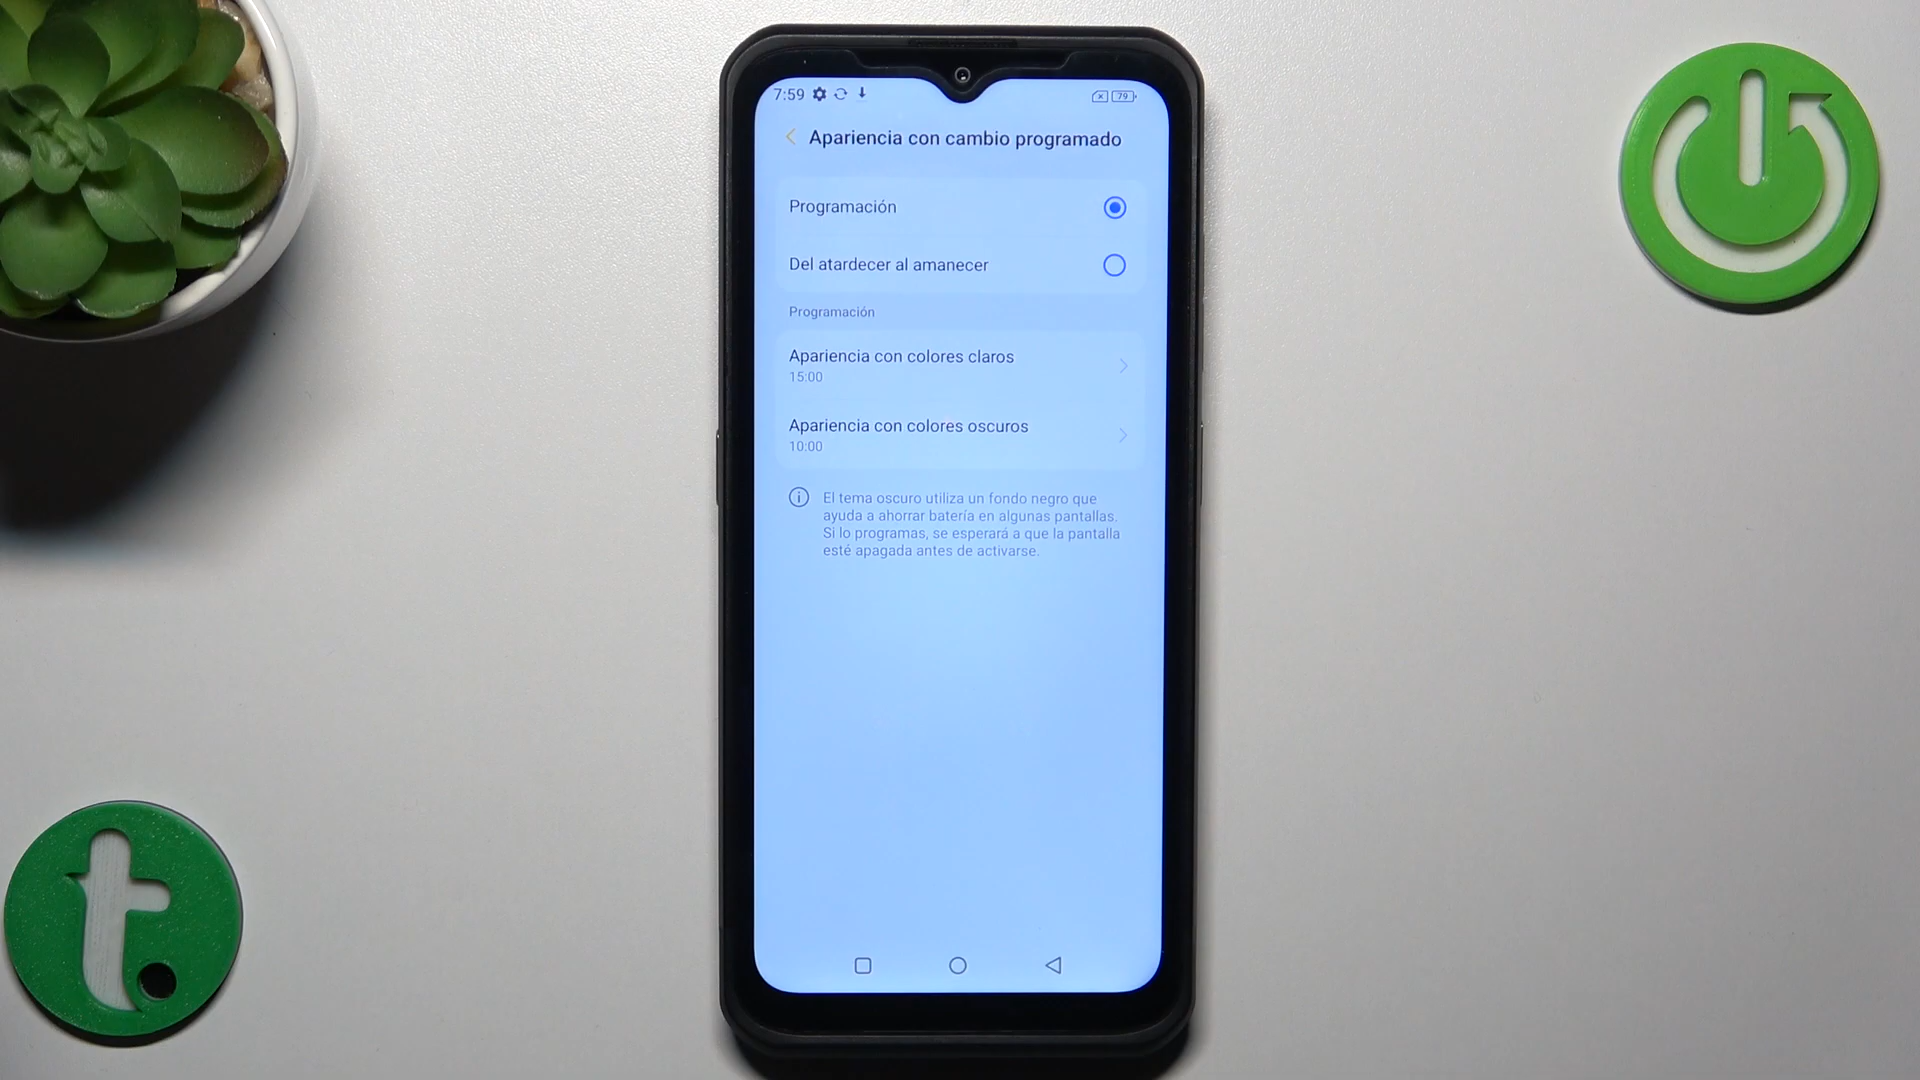 7:59
79
Apariencia con cambio programado
Programación
Del atardecer al amanecer
Programación
Apariencia con colores claros
15:00
Apariencia con colores oscuros
10:00
El tema oscuro utiliza un fondo negro que
ayuda a ahorrar batería en algunas pantallas.
Si lo programas, se esperará a que la pantalla
esté apagada antes de activarse.
t.